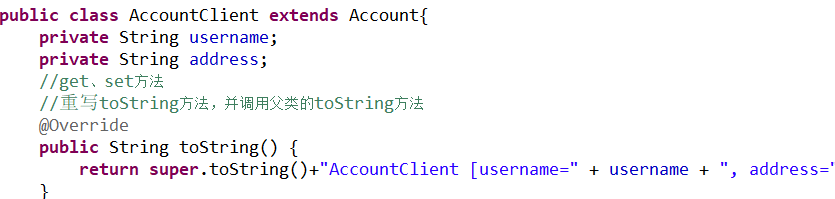 public class AccountClient extends Account{
private String username;
private String address;
//get、set方法
//重写toString方法，并调用父类的toString方法
@Override
public String toString() {
return super.toString()+"AccountClient [username=" + username + ", address='
}